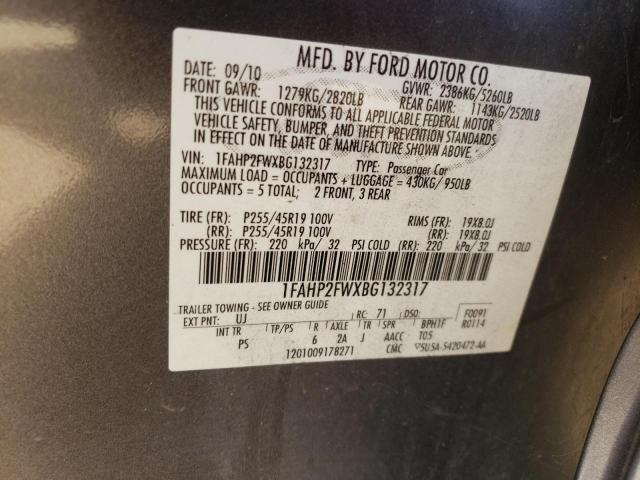 MFD. BY FORD MOTOR CO.
DATE: 09/10 GVWR: 2386KG/5260LB
FRONT GAWR: 1279KG/2820LB REAR GAWR: 1143KG/2520LB
THIS VEHICLE CONFORMS TO ALL APPLICABLE FEDERAL MOTOR
VEHICLE SAFETY, BUMPER, AND THEFT PREVENTION STANDARDS
IN EFFECT ON THE DATE OF MANUFACTURE SHOWN ABOVE.
VIN: 1FAHP2FWXBG132317 TYPE: Passenger Car
MAXIMUM LOAD = OCCUPANTS + LUGGAGE = 430KG/ 950LB
OCCUPANTS = 5 TOTAL; 2 FRONT, 3 REAR
TIRE (FR): P255/45R19 100V RIMS (FR): 19X8.0J
(RR): P255/45R19 100V (RR): 19X8.0J
PRESSURE (FR): 220 kPa/ 32 PSI COLD (RR): 220 kPa/ 32 PSI COLD
1FAHP2FWXBG132317
TRAILER TOWING - SEE OWNER GUIDE
EXT PNT: UJ RC: 71 DSO: F0091
INT TR TP/PS R AXLE TR SPR BPH1F R0114
PS 6 2A J AACC T05
1201009178271 CMC 5U5A-5420472-AA